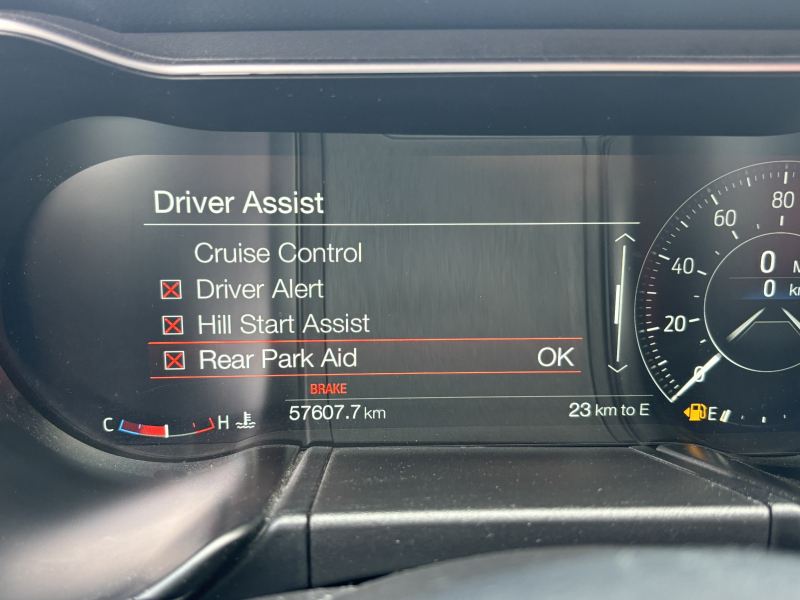 Driver Assist
Cruise Control
Driver Alert
Hill Start Assist
Rear Park Aid OK
BRAKE
57607.7 km 23 km to E
C H
80
60
40
20
0
0
0
E